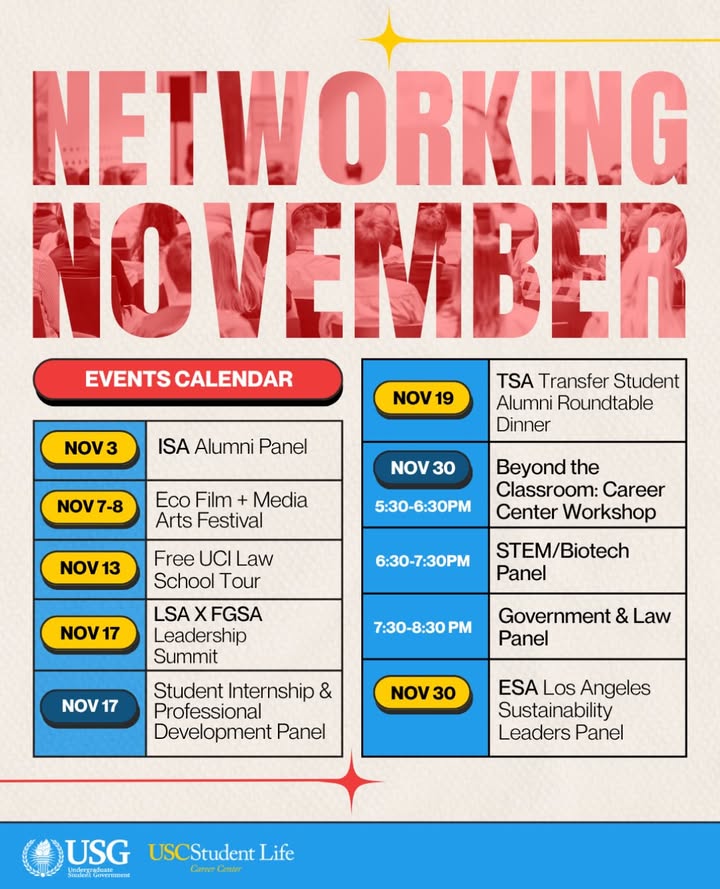 NETWORKING
NOVEMBER
EVENTS CALENDAR
NOV 3
ISA Alumni Panel
NOV 7-8
Eco Film + Media
Arts Festival
NOV 13
Free UCI Law
School Tour
NOV 17
LSA X FGSA
Leadership
Summit
NOV 17
Student Internship &
Professional
Development Panel
NOV 19
TSA Transfer Student
Alumni Roundtable
Dinner
NOV 30
5:30-6:30PM
Beyond the
Classroom: Career
Center Workshop
6:30-7:30PM
STEM/Biotech
Panel
7:30-8:30 PM
Government & Law
Panel
NOV 30
ESA Los Angeles
Sustainability
Leaders Panel
USG
Undergraduate
Student Government
USC Student Life
Career Center